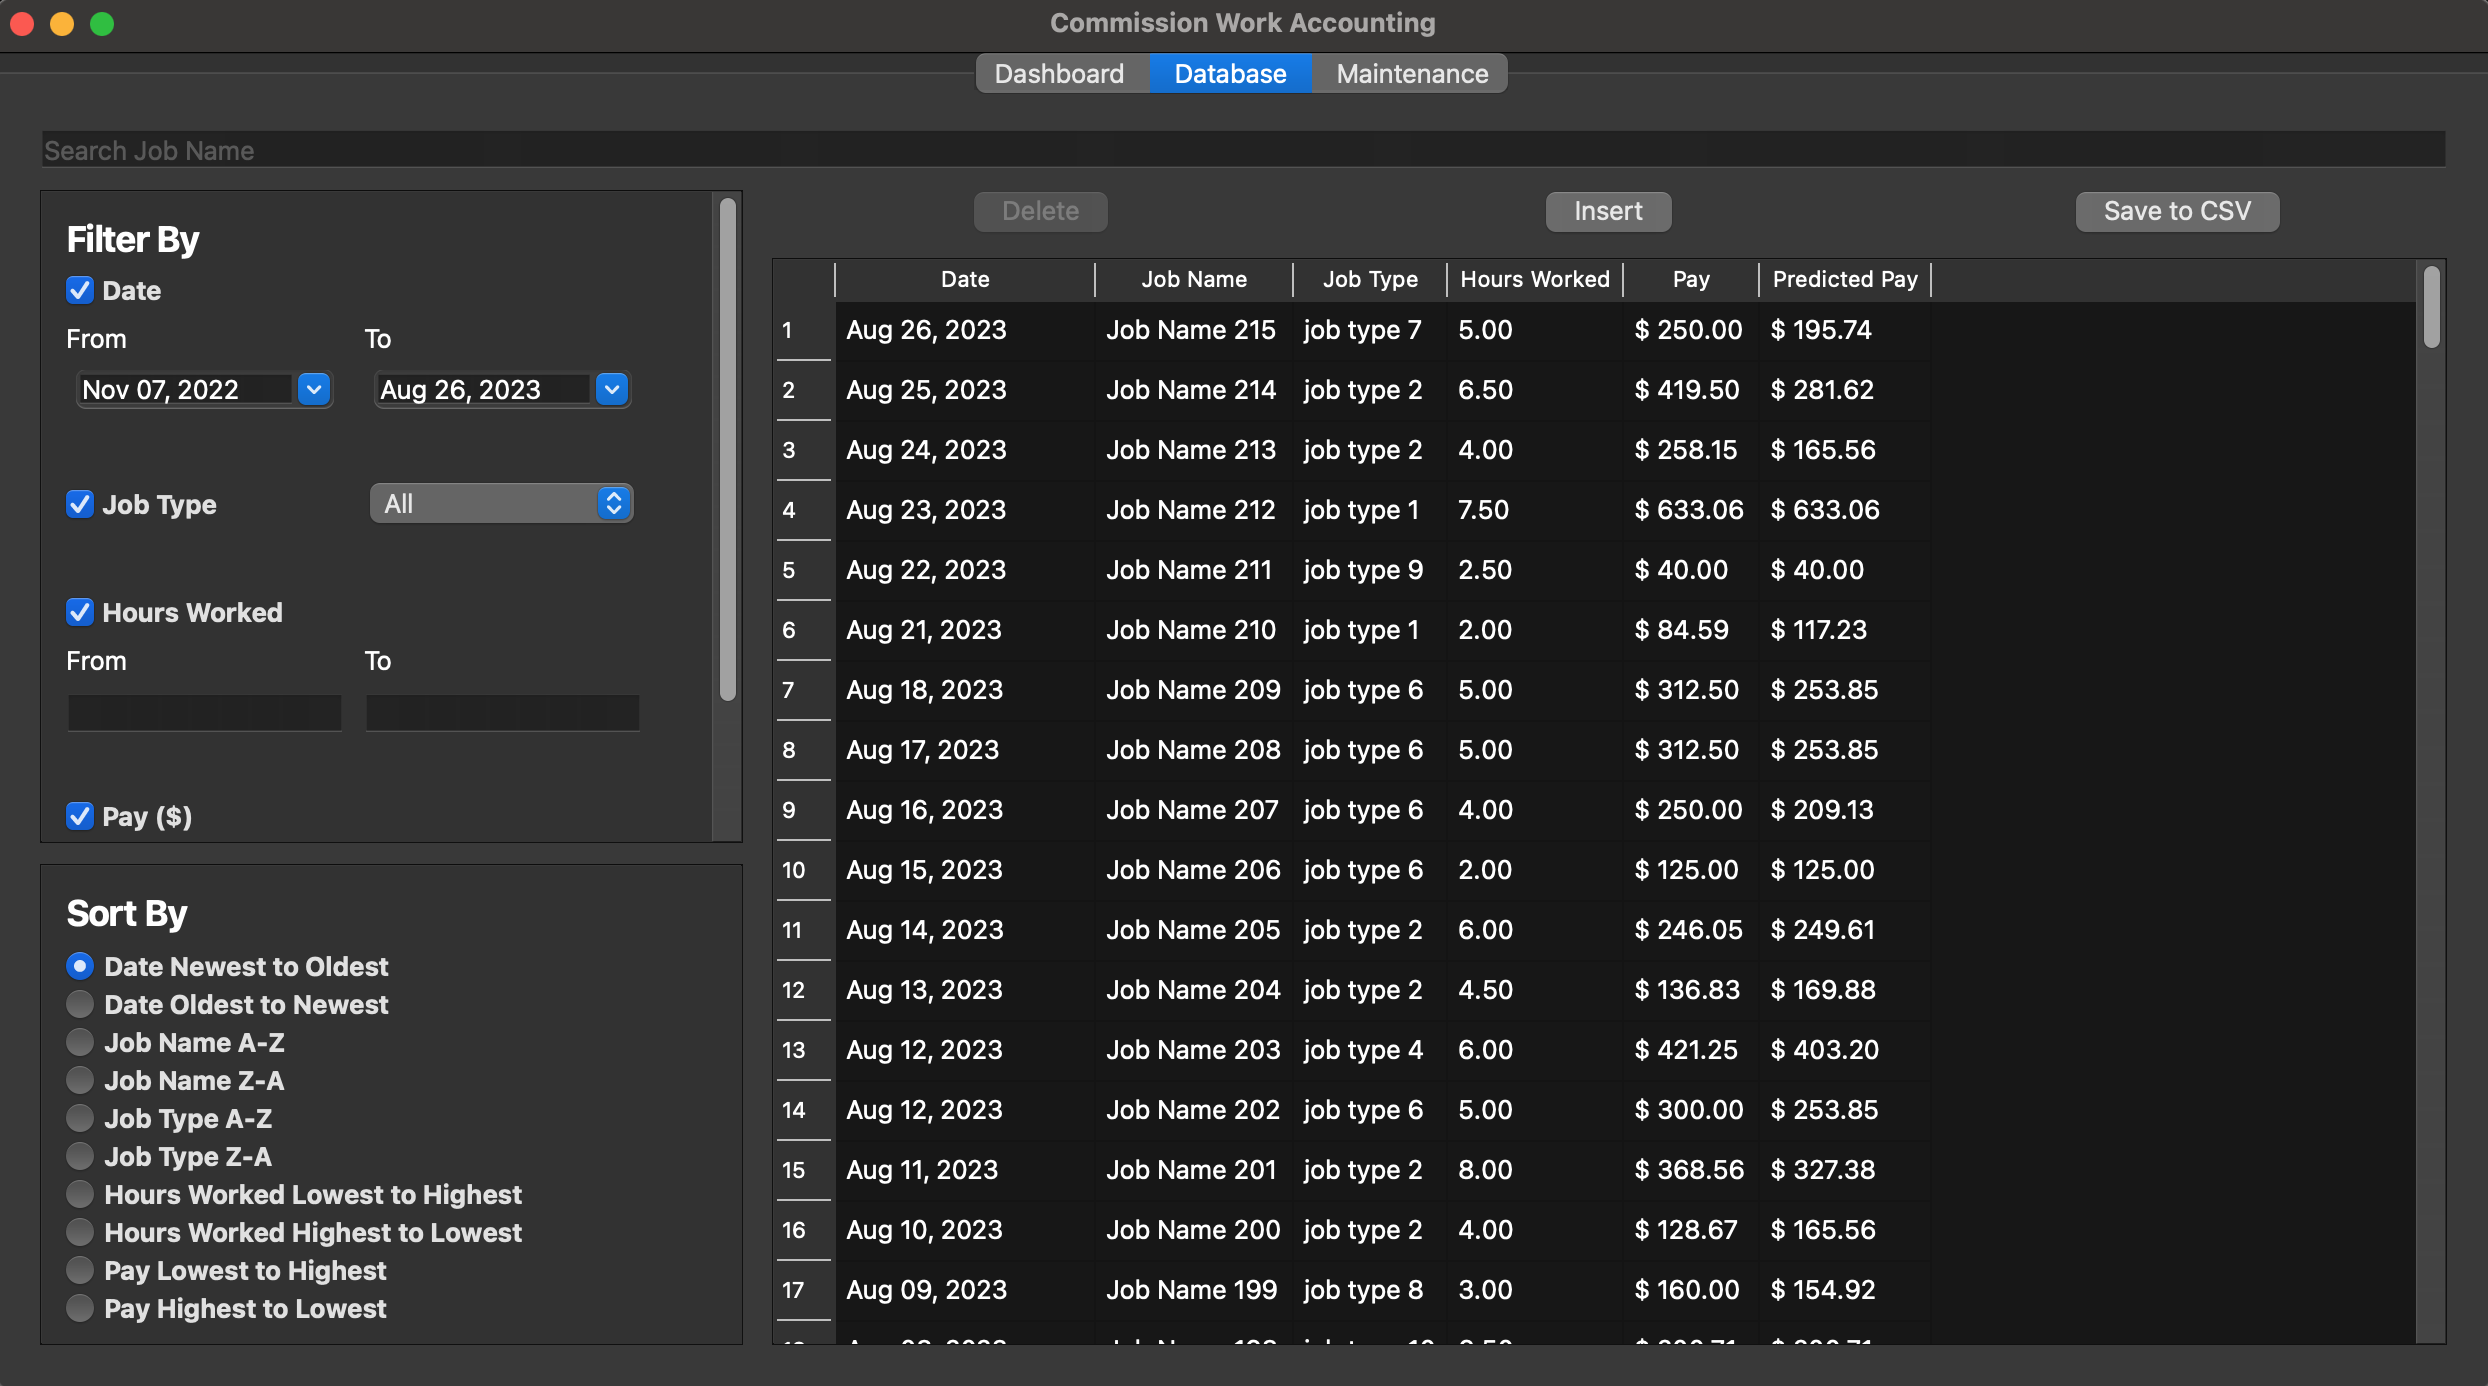 Commission Work Accounting
Dashboard Database Maintenance
Search Job Name
Filter By
Date
From To
Nov 07, 2022 Aug 26, 2023
Job Type All
Hours Worked
From To
Pay ($)
Sort By
Date Newest to Oldest
Date Oldest to Newest
Job Name A-Z
Job Name Z-A
Job Type A-Z
Job Type Z-A
Hours Worked Lowest to Highest
Hours Worked Highest to Lowest
Pay Lowest to Highest
Pay Highest to Lowest
Delete Insert Save to CSV
Date Job Name Job Type Hours Worked Pay Predicted Pay
1 Aug 26, 2023 Job Name 215 job type 7 5.00 $ 250.00 $ 195.74
2 Aug 25, 2023 Job Name 214 job type 2 6.50 $ 419.50 $ 281.62
3 Aug 24, 2023 Job Name 213 job type 2 4.00 $ 258.15 $ 165.56
4 Aug 23, 2023 Job Name 212 job type 1 7.50 $ 633.06 $ 633.06
5 Aug 22, 2023 Job Name 211 job type 9 2.50 $ 40.00 $ 40.00
6 Aug 21, 2023 Job Name 210 job type 1 2.00 $ 84.59 $ 117.23
7 Aug 18, 2023 Job Name 209 job type 6 5.00 $ 312.50 $ 253.85
8 Aug 17, 2023 Job Name 208 job type 6 5.00 $ 312.50 $ 253.85
9 Aug 16, 2023 Job Name 207 job type 6 4.00 $ 250.00 $ 209.13
10 Aug 15, 2023 Job Name 206 job type 6 2.00 $ 125.00 $ 125.00
11 Aug 14, 2023 Job Name 205 job type 2 6.00 $ 246.05 $ 249.61
12 Aug 13, 2023 Job Name 204 job type 2 4.50 $ 136.83 $ 169.88
13 Aug 12, 2023 Job Name 203 job type 4 6.00 $ 421.25 $ 403.20
14 Aug 12, 2023 Job Name 202 job type 6 5.00 $ 300.00 $ 253.85
15 Aug 11, 2023 Job Name 201 job type 2 8.00 $ 368.56 $ 327.38
16 Aug 10, 2023 Job Name 200 job type 2 4.00 $ 128.67 $ 165.56
17 Aug 09, 2023 Job Name 199 job type 8 3.00 $ 160.00 $ 154.92